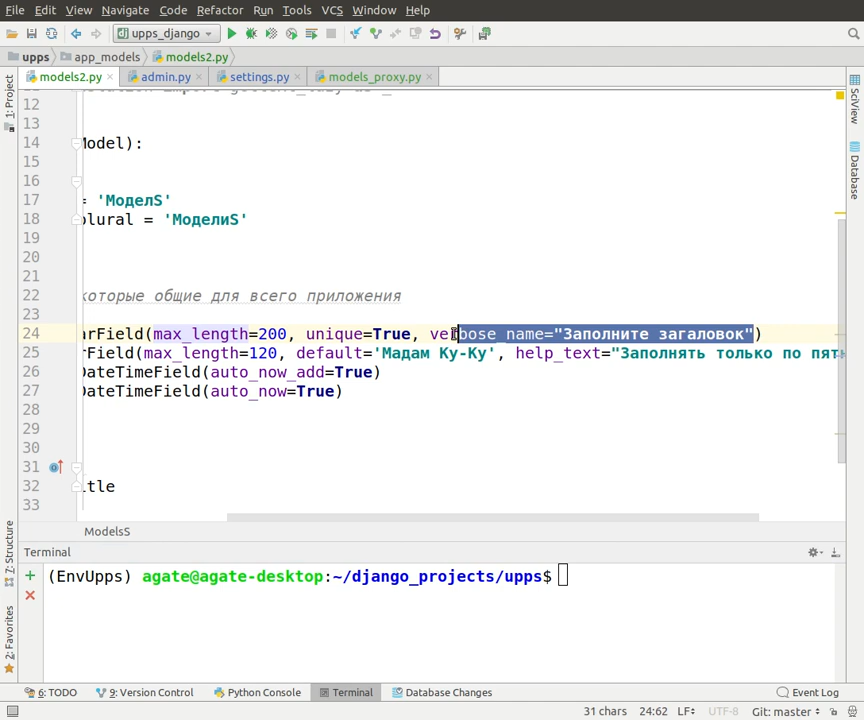 File Edit View Navigate Code Refactor Run Tools VCS Window Help
upps_django
upps app_models models2.py
models2.py admin.py settings.py models_proxy.py
12
13
14 Model):
15
16
17 = 'МоделS'
18 plural = 'МоделиS'
19
20
21
22 которые общие для всего приложения
23
24 arField(max_length=200, unique=True, verbose_name="Заполните загаловок")
25 rField(max_length=120, default='Мадам Ку-Ку', help_text="Заполнять только по пят
26 DateTimeField(auto_now_add=True)
27 DateTimeField(auto_now=True)
28
29
30
31
32 itle
33
ModelsS
1: Project
7: Structure
2: Favorites
SciView
Database
Terminal
(EnvUpps) agate@agate-desktop:~/django_projects/upps$
6: TODO 9: Version Control Python Console Terminal Database Changes Event Log
31 chars 24:62 LF UTF-8 Git: master